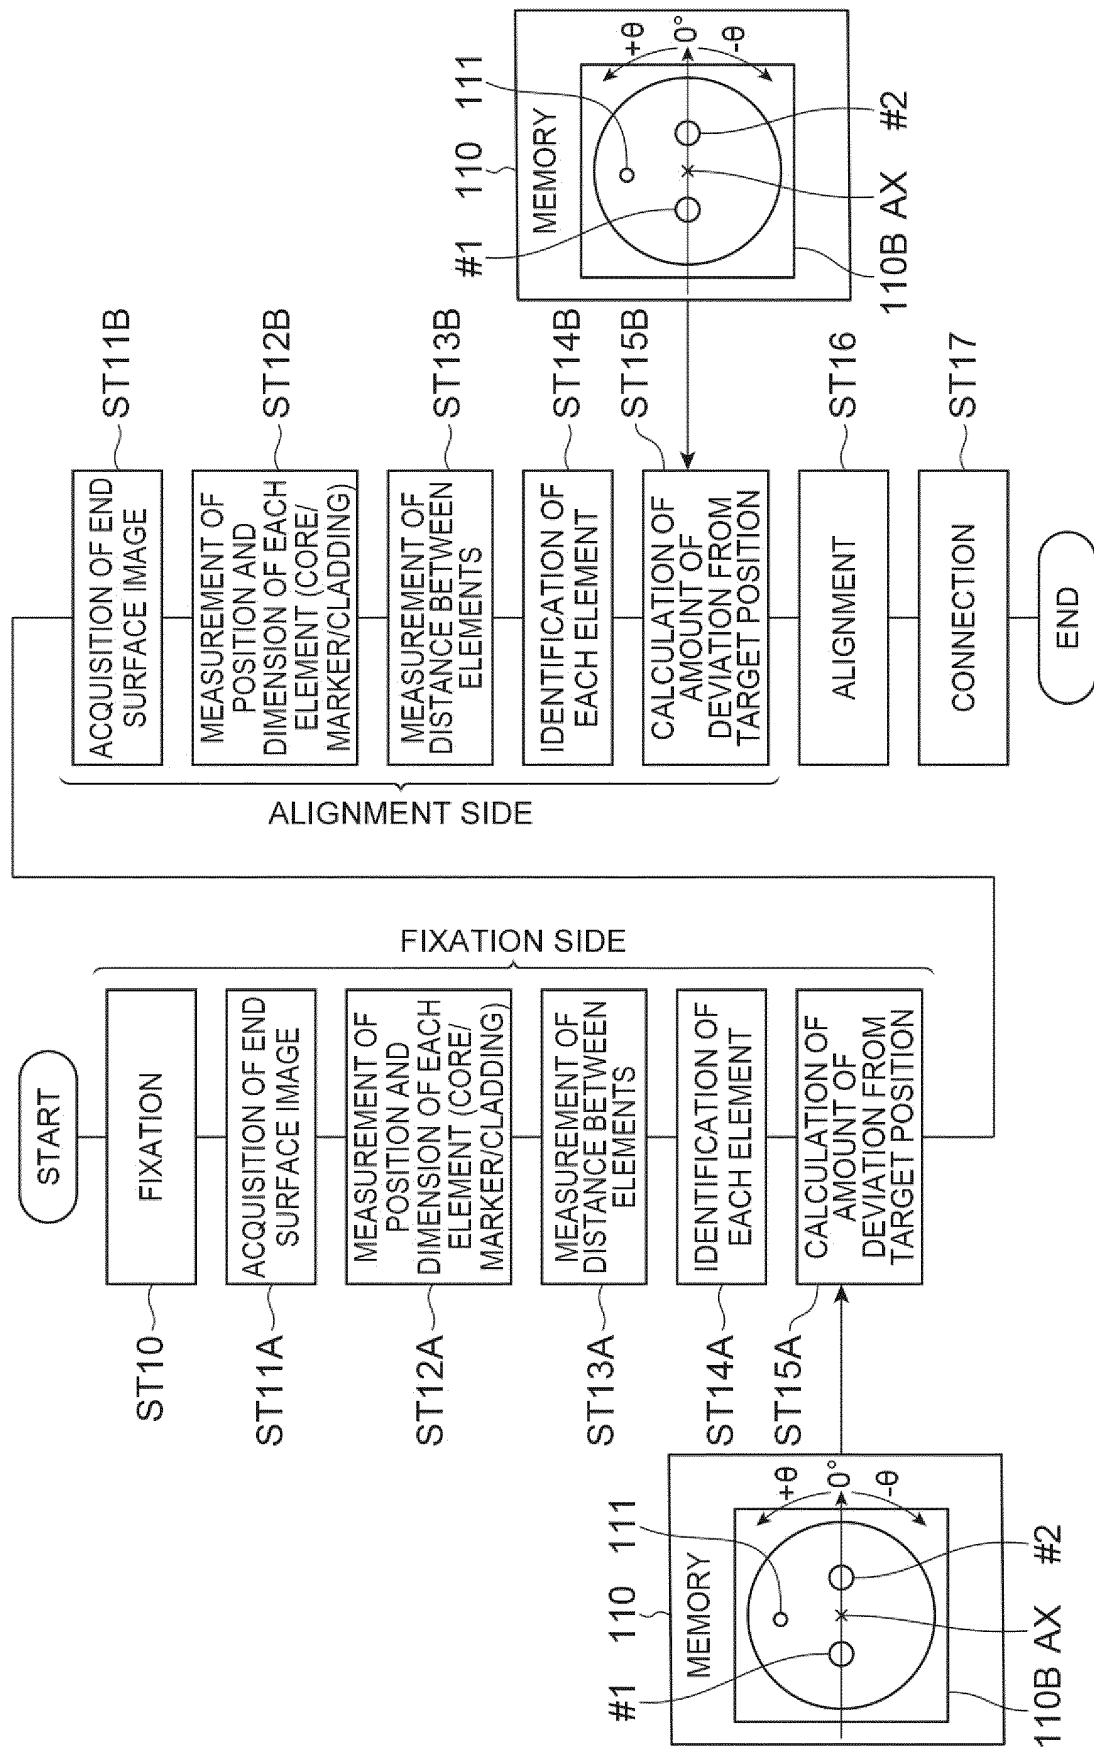 START
FIXATION SIDE
ST10
FIXATION
ST11A
ACQUISITION OF END
SURFACE IMAGE
ST12A
MEASUREMENT OF
POSITION AND
DIMENSION OF EACH
ELEMENT (CORE/
MARKER/CLADDING)
ST13A
MEASUREMENT OF
DISTANCE BETWEEN
ELEMENTS
ST14A
IDENTIFICATION OF
EACH ELEMENT
ST15A
CALCULATION OF
AMOUNT OF
DEVIATION FROM
TARGET POSITION
110
111
MEMORY
+θ
0°
-θ
#1
#2
110B
AX
ALIGNMENT SIDE
ACQUISITION OF END
SURFACE IMAGE
ST11B
MEASUREMENT OF
POSITION AND
DIMENSION OF EACH
ELEMENT (CORE/
MARKER/CLADDING)
ST12B
MEASUREMENT OF
DISTANCE BETWEEN
ELEMENTS
ST13B
IDENTIFICATION OF
EACH ELEMENT
ST14B
CALCULATION OF
AMOUNT OF
DEVIATION FROM
TARGET POSITION
ST15B
110
111
MEMORY
+θ
0°
-θ
#1
#2
110B
AX
ALIGNMENT
ST16
CONNECTION
ST17
END